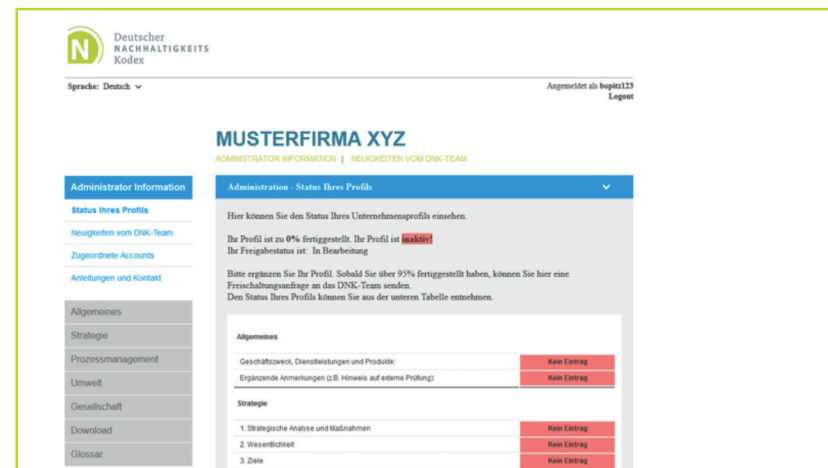 Deutscher
NACHHALTIGKEITS
Kodex
Sprache: Deutsch
Angemeldet als bopitz123
Logout
MUSTERFIRMA XYZ
ADMINISTRATOR INFORMATION | NEUIGKEITEN VOM DNK-TEAM
Administrator Information
Status Ihres Profils
Neuigkeiten vom DNK-Team
Zugeordnete Accounts
Anleitungen und Kontakt
Allgemeines
Strategie
Prozessmanagement
Umwelt
Gesellschaft
Download
Glossar
Administration - Status Ihres Profils
Hier können Sie den Status Ihres Unternehmensprofils einsehen.
Ihr Profil ist zu 0% fertiggestellt. Ihr Profil ist inaktiv!
Ihr Freigabestatus ist: In Bearbeitung
Bitte ergänzen Sie Ihr Profil. Sobald Sie über 95% fertiggestellt haben, können Sie hier eine
Freischaltungsanfrage an das DNK-Team senden.
Den Status Ihres Profils können Sie aus der unteren Tabelle entnehmen.
Allgemeines
Geschäftszweck, Dienstleistungen und Produkte: Kein Eintrag
Ergänzende Anmerkungen (z.B. Hinweis auf externe Prüfung): Kein Eintrag
Strategie
1. Strategische Analyse und Maßnahmen Kein Eintrag
2. Wesentlichkeit Kein Eintrag
3. Ziele Kein Eintrag